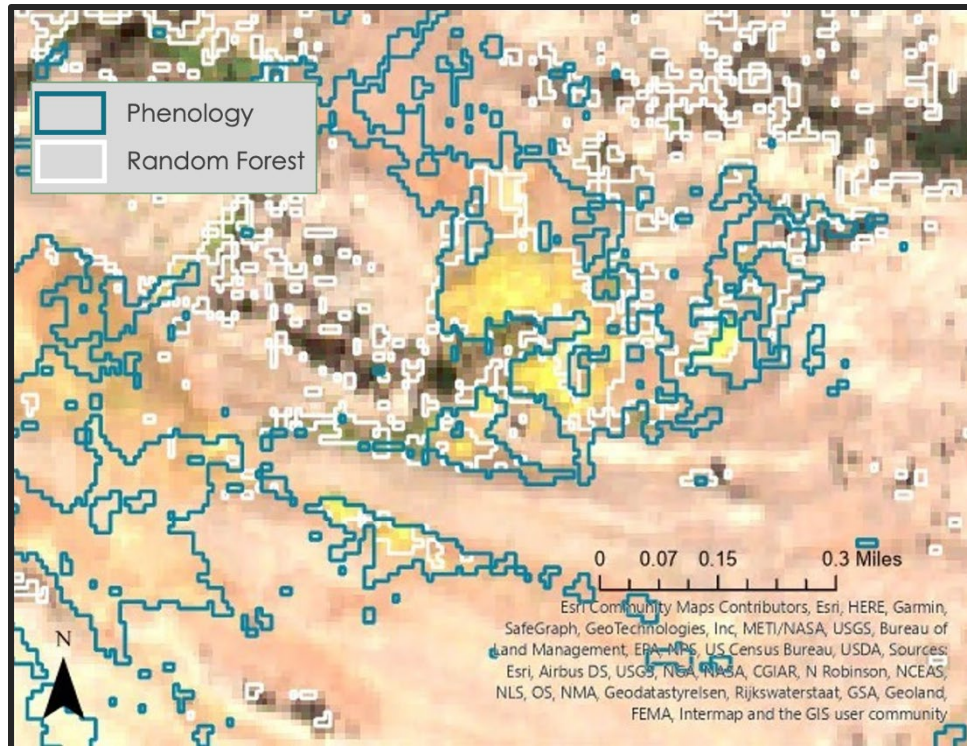 Phenology
Random Forest
0 0.07 0.15 0.3 Miles
Esri Community Maps Contributors, Esri, HERE, Garmin,
SafeGraph, GeoTechnologies, Inc, METI/NASA, USGS, Bureau of
Land Management, EPA, NPS, US Census Bureau, USDA, Sources:
Esri, Airbus DS, USGS, NGA, NASA, CGIAR, N Robinson, NCEAS,
NLS, OS, NMA, Geodatastyrelsen, Rijkswaterstaat, GSA, Geoland,
FEMA, Intermap and the GIS user community
N